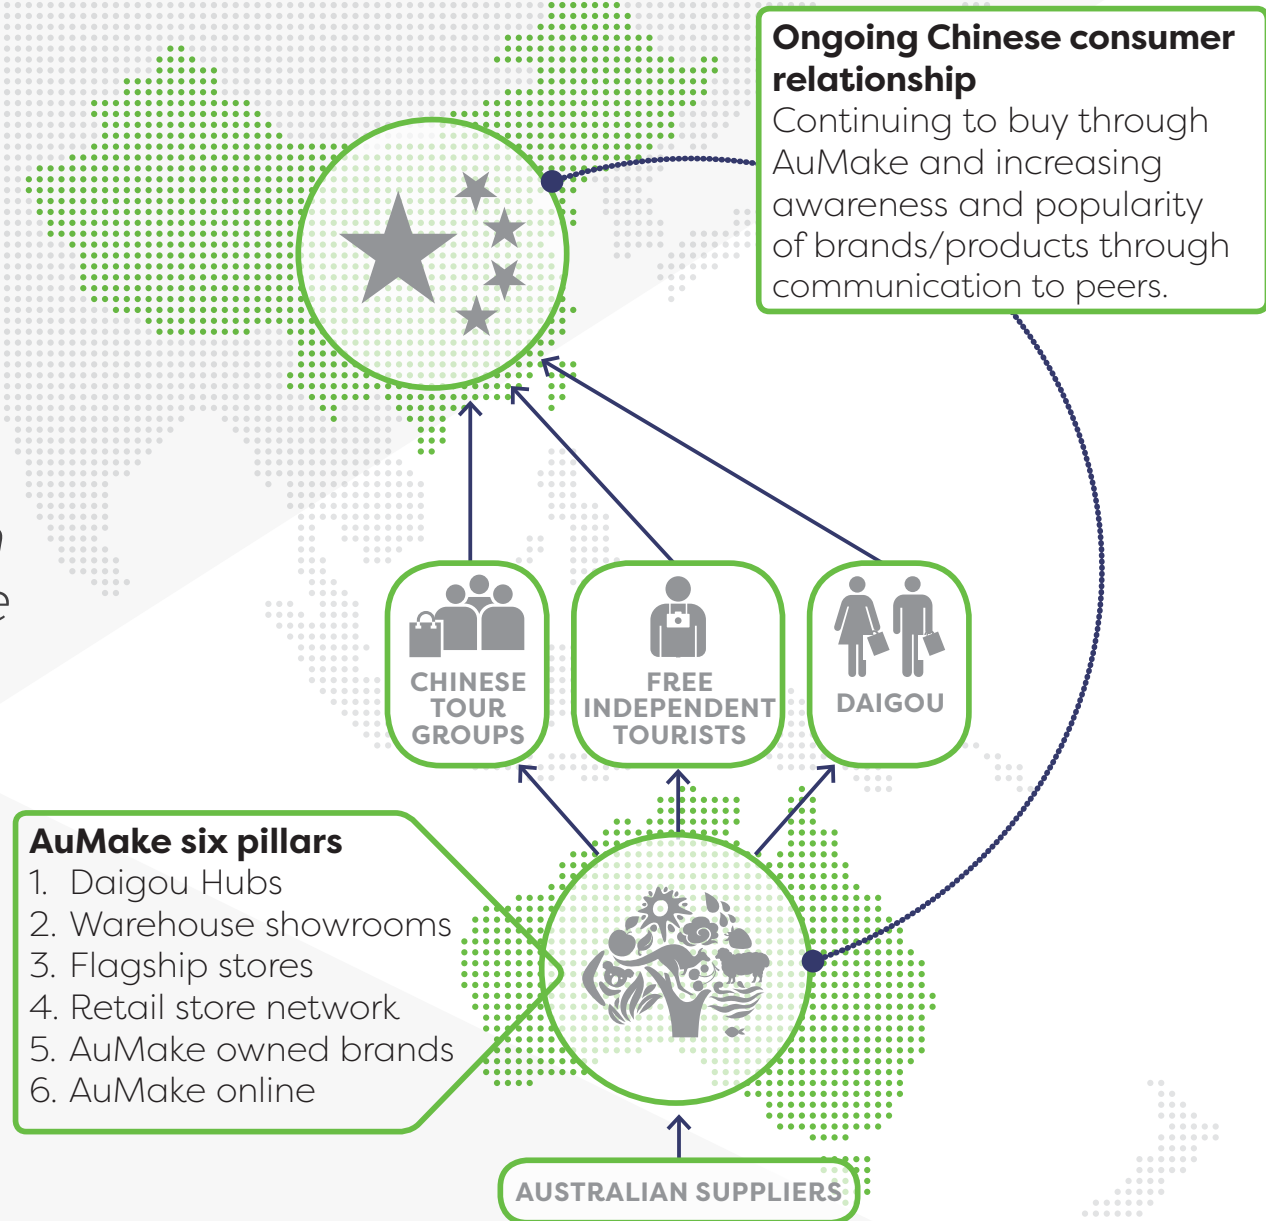 Ongoing Chinese consumer
relationship
Continuing to buy through
AuMake and increasing
awareness and popularity
of brands/products through
communication to peers.
CHINESE
TOUR
GROUPS
FREE
INDEPENDENT
TOURISTS
DAIGOU
AuMake six pillars
1. Daigou Hubs
2. Warehouse showrooms
3. Flagship stores
4. Retail store network
5. AuMake owned brands
6. AuMake online
AUSTRALIAN SUPPLIERS